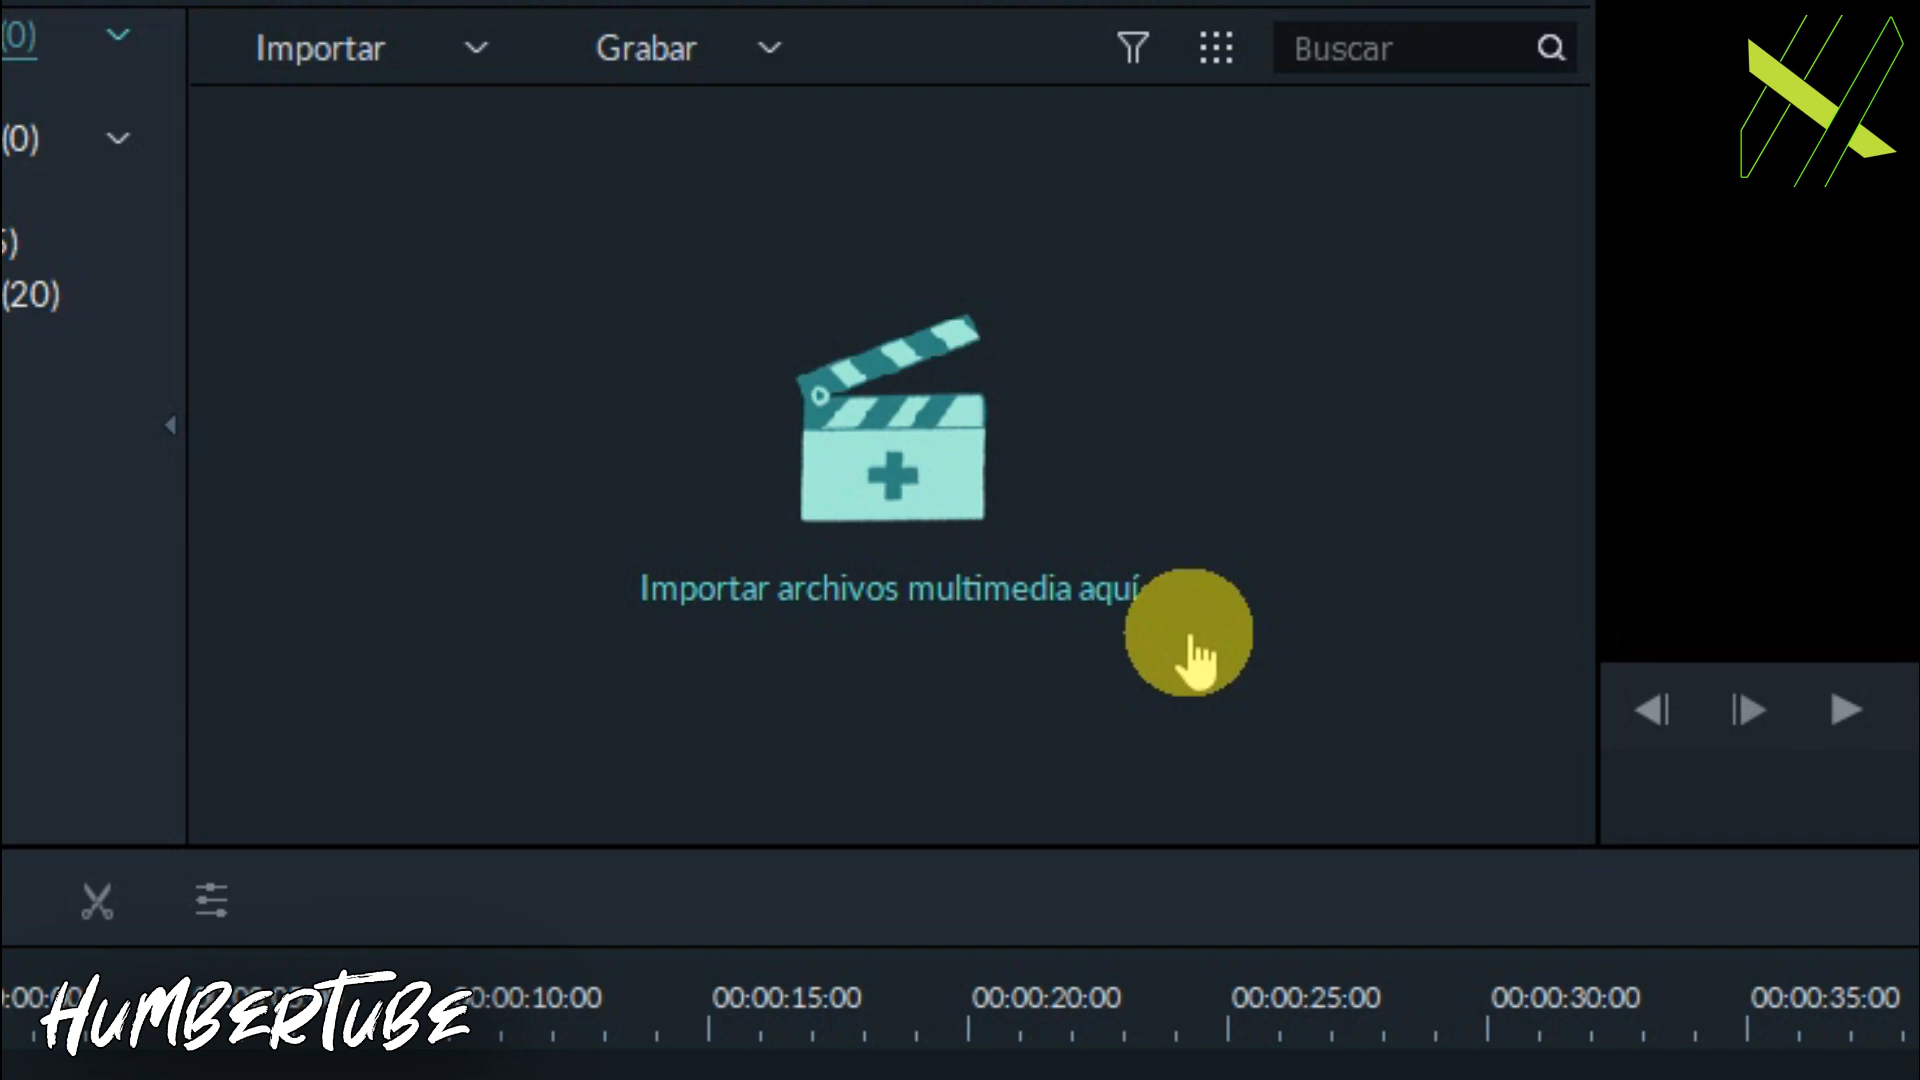 (0)
Importar
Grabar
Buscar
(0)
5)
(20)
Importar archivos multimedia aquí
00:00:10:00
00:00:15:00
00:00:20:00
00:00:25:00
00:00:30:00
00:00:35:00
HUMBERTUBE